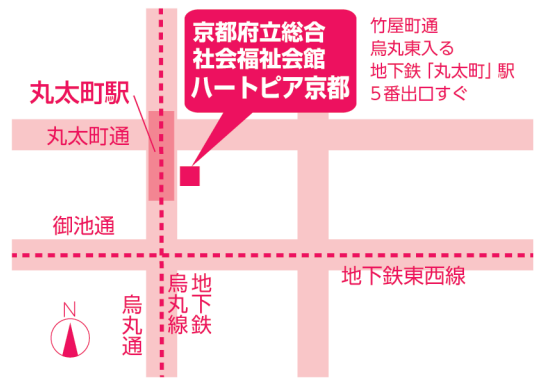 京都府立総合
社会福祉会館
ハートピア京都
竹屋町通
烏丸東入る
地下鉄「丸太町」駅
5番出口すぐ
丸太町駅
丸太町通
御池通
地下鉄東西線
地下鉄
烏丸線
烏丸通
N